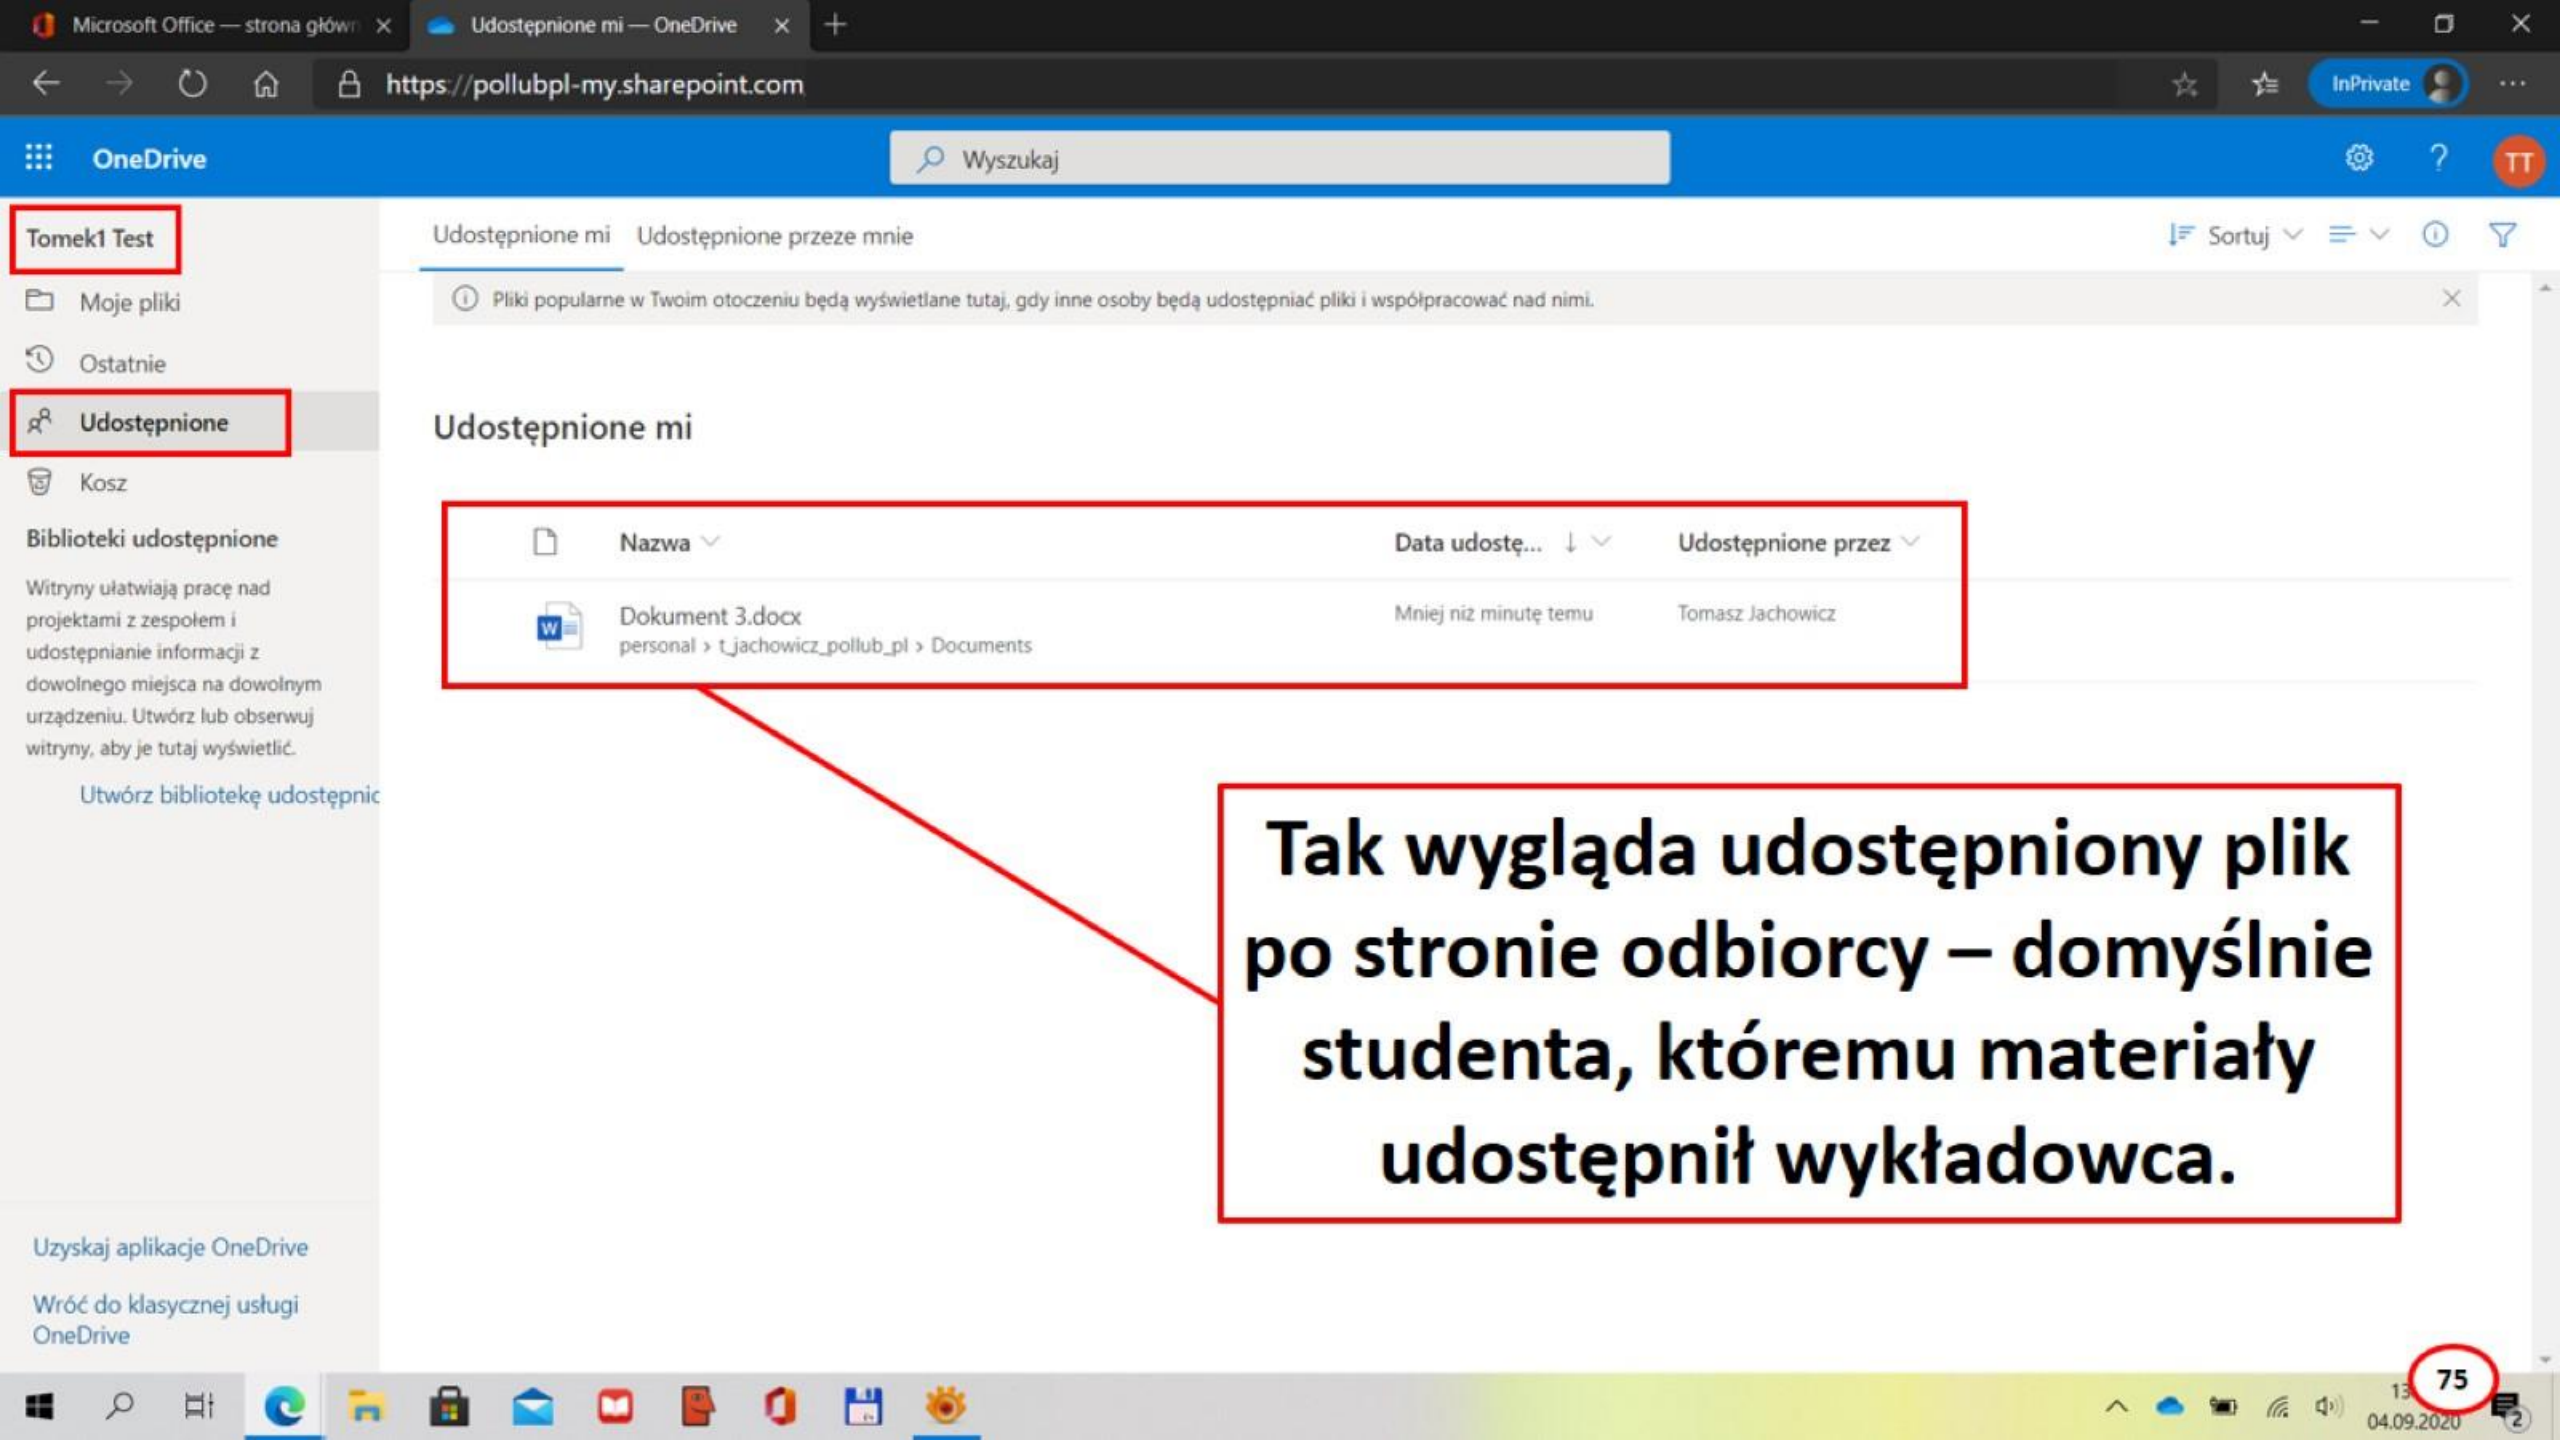 Microsoft Office — strona główn
Udostępnione mi — OneDrive
https://pollubpl-my.sharepoint.com
InPrivate
OneDrive
Wyszukaj
TT
Tomek1 Test
Moje pliki
Ostatnie
Udostępnione
Kosz
Biblioteki udostępnione
Witryny ułatwiają pracę nad
projektami z zespołem i
udostępnianie informacji z
dowolnego miejsca na dowolnym
urządzeniu. Utwórz lub obserwuj
witryny, aby je tutaj wyświetlić.
Utwórz bibliotekę udostępnio
Uzyskaj aplikacje OneDrive
Wróć do klasycznej usługi
OneDrive
Udostępnione mi Udostępnione przeze mnie
Sortuj
Pliki popularne w Twoim otoczeniu będą wyświetlane tutaj, gdy inne osoby będą udostępniać pliki i współpracować nad nimi.
Udostępnione mi
Nazwa Data udostę... Udostępnione przez
Dokument 3.docx Mniej niż minutę temu Tomasz Jachowicz
personal > t_jachowicz_pollub_pl > Documents
Tak wygląda udostępniony plik
po stronie odbiorcy – domyślnie
studenta, któremu materiały
udostępnił wykładowca.
75
13
04.09.2020
2